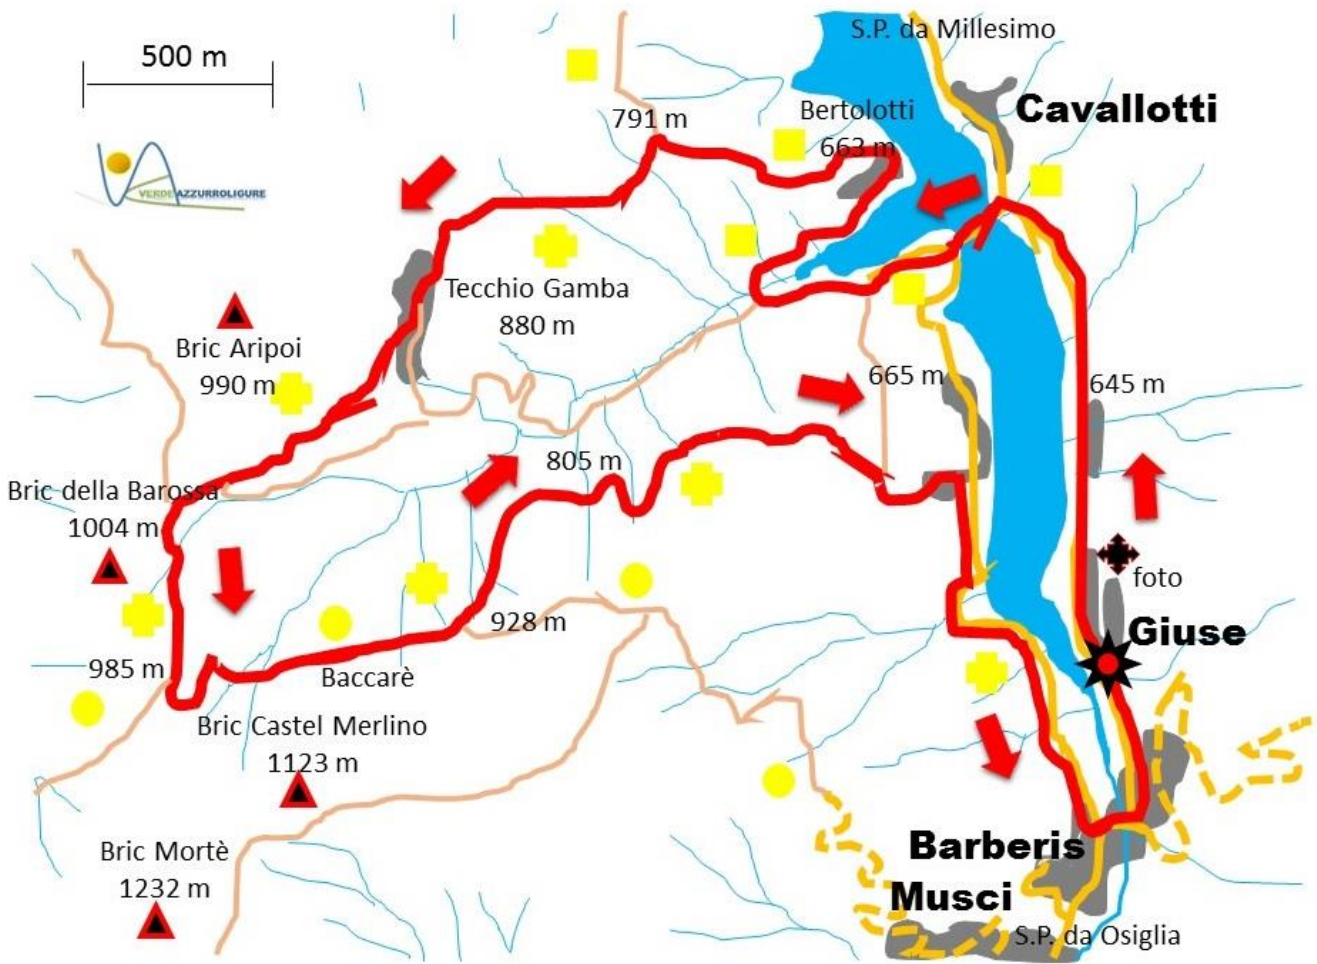 S.P. da Millesimo
500 m
Cavallotti
791 m
Bertolotti
663 m
VERDEAZZURROLIGURE
Tecchio Gamba
880 m
Bric Aripoi
990 m
665 m
645 m
805 m
Bric della Barossa
1004 m
foto
928 m
Giuse
985 m
Baccarè
Bric Castel Merlino
1123 m
Bric Mortè
1232 m
Barberis
Musci
S.P. da Osiglia